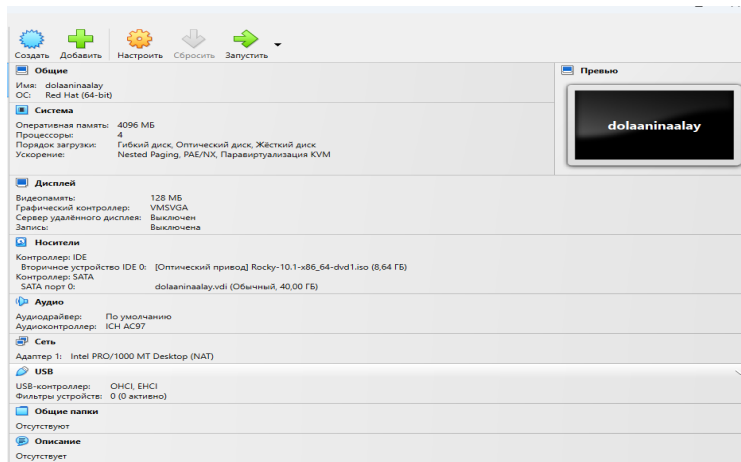 Создать Добавить Настроить Сбросить Запустить
Общие
Имя: dolaaninaalay
ОС: Red Hat (64-bit)
Превью
dolaaninaalay
Система
Оперативная память: 4096 МБ
Процессоры: 4
Порядок загрузки: Гибкий диск, Оптический диск, Жёсткий диск
Ускорение: Nested Paging, PAE/NX, Паравиртуализация KVM
Дисплей
Видеопамять: 128 МБ
Графический контроллер: VMSVGA
Сервер удалённого дисплея: Выключен
Запись: Выключена
Носители
Контроллер: IDE
Вторичное устройство IDE 0: [Оптический привод] Rocky-10.1-x86_64-dvd1.iso (8,64 ГБ)
Контроллер: SATA
SATA порт 0: dolaaninaalay.vdi (Обычный, 40,00 ГБ)
Аудио
Аудиодрайвер: По умолчанию
Аудиоконтроллер: ICH AC97
Сеть
Адаптер 1: Intel PRO/1000 MT Desktop (NAT)
USB
USB-контроллер: OHCI, EHCI
Фильтры устройств: 0 (0 активно)
Общие папки
Отсутствуют
Описание
Отсутствует